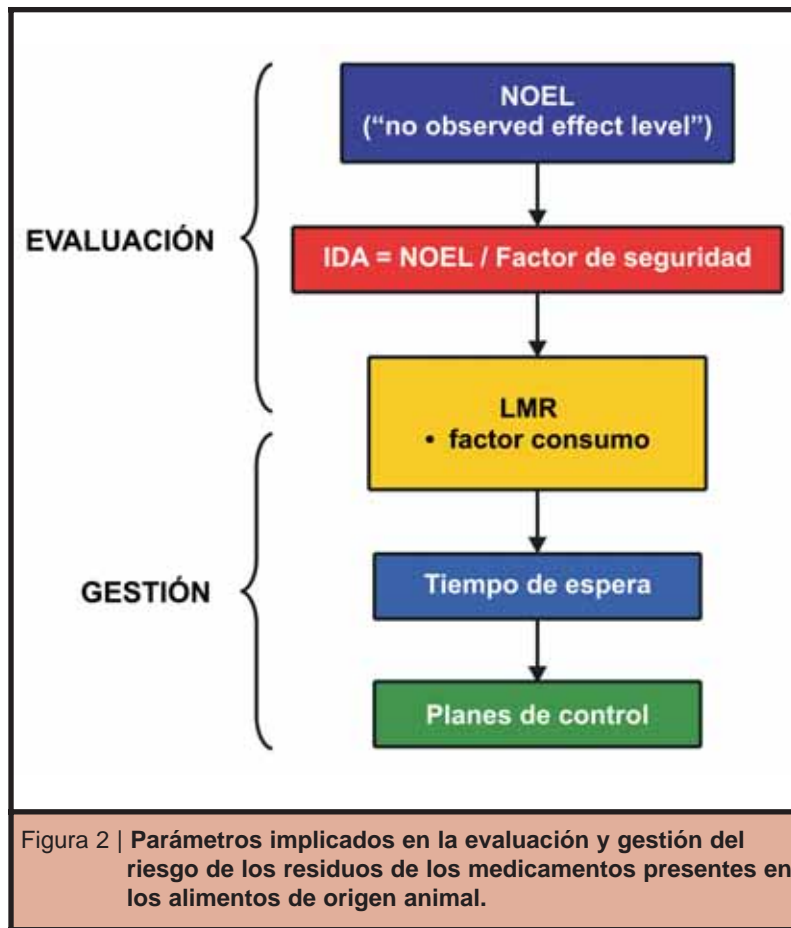 NOEL
(“no observed effect level”)
EVALUACIÓN
IDA = NOEL / Factor de seguridad
LMR
• factor consumo
GESTIÓN
Tiempo de espera
Planes de control
Figura 2 | Parámetros implicados en la evaluación y gestión del
riesgo de los residuos de los medicamentos presentes en
los alimentos de origen animal.